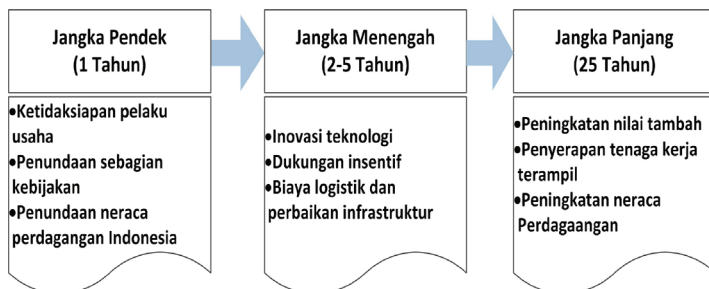 Jangka Pendek
(1 Tahun)
•Ketidaksiapan pelaku
usaha
•Penundaan sebagian
kebijakan
•Penundaan neraca
perdagangan Indonesia
Jangka Menengah
(2-5 Tahun)
•Inovasi teknologi
•Dukungan insentif
•Biaya logistik dan
perbaikan infrastruktur
Jangka Panjang
(25 Tahun)
•Peningkatan nilai tambah
•Penyerapan tenaga kerja
terampil
•Peningkatan neraca
Perdagaangan